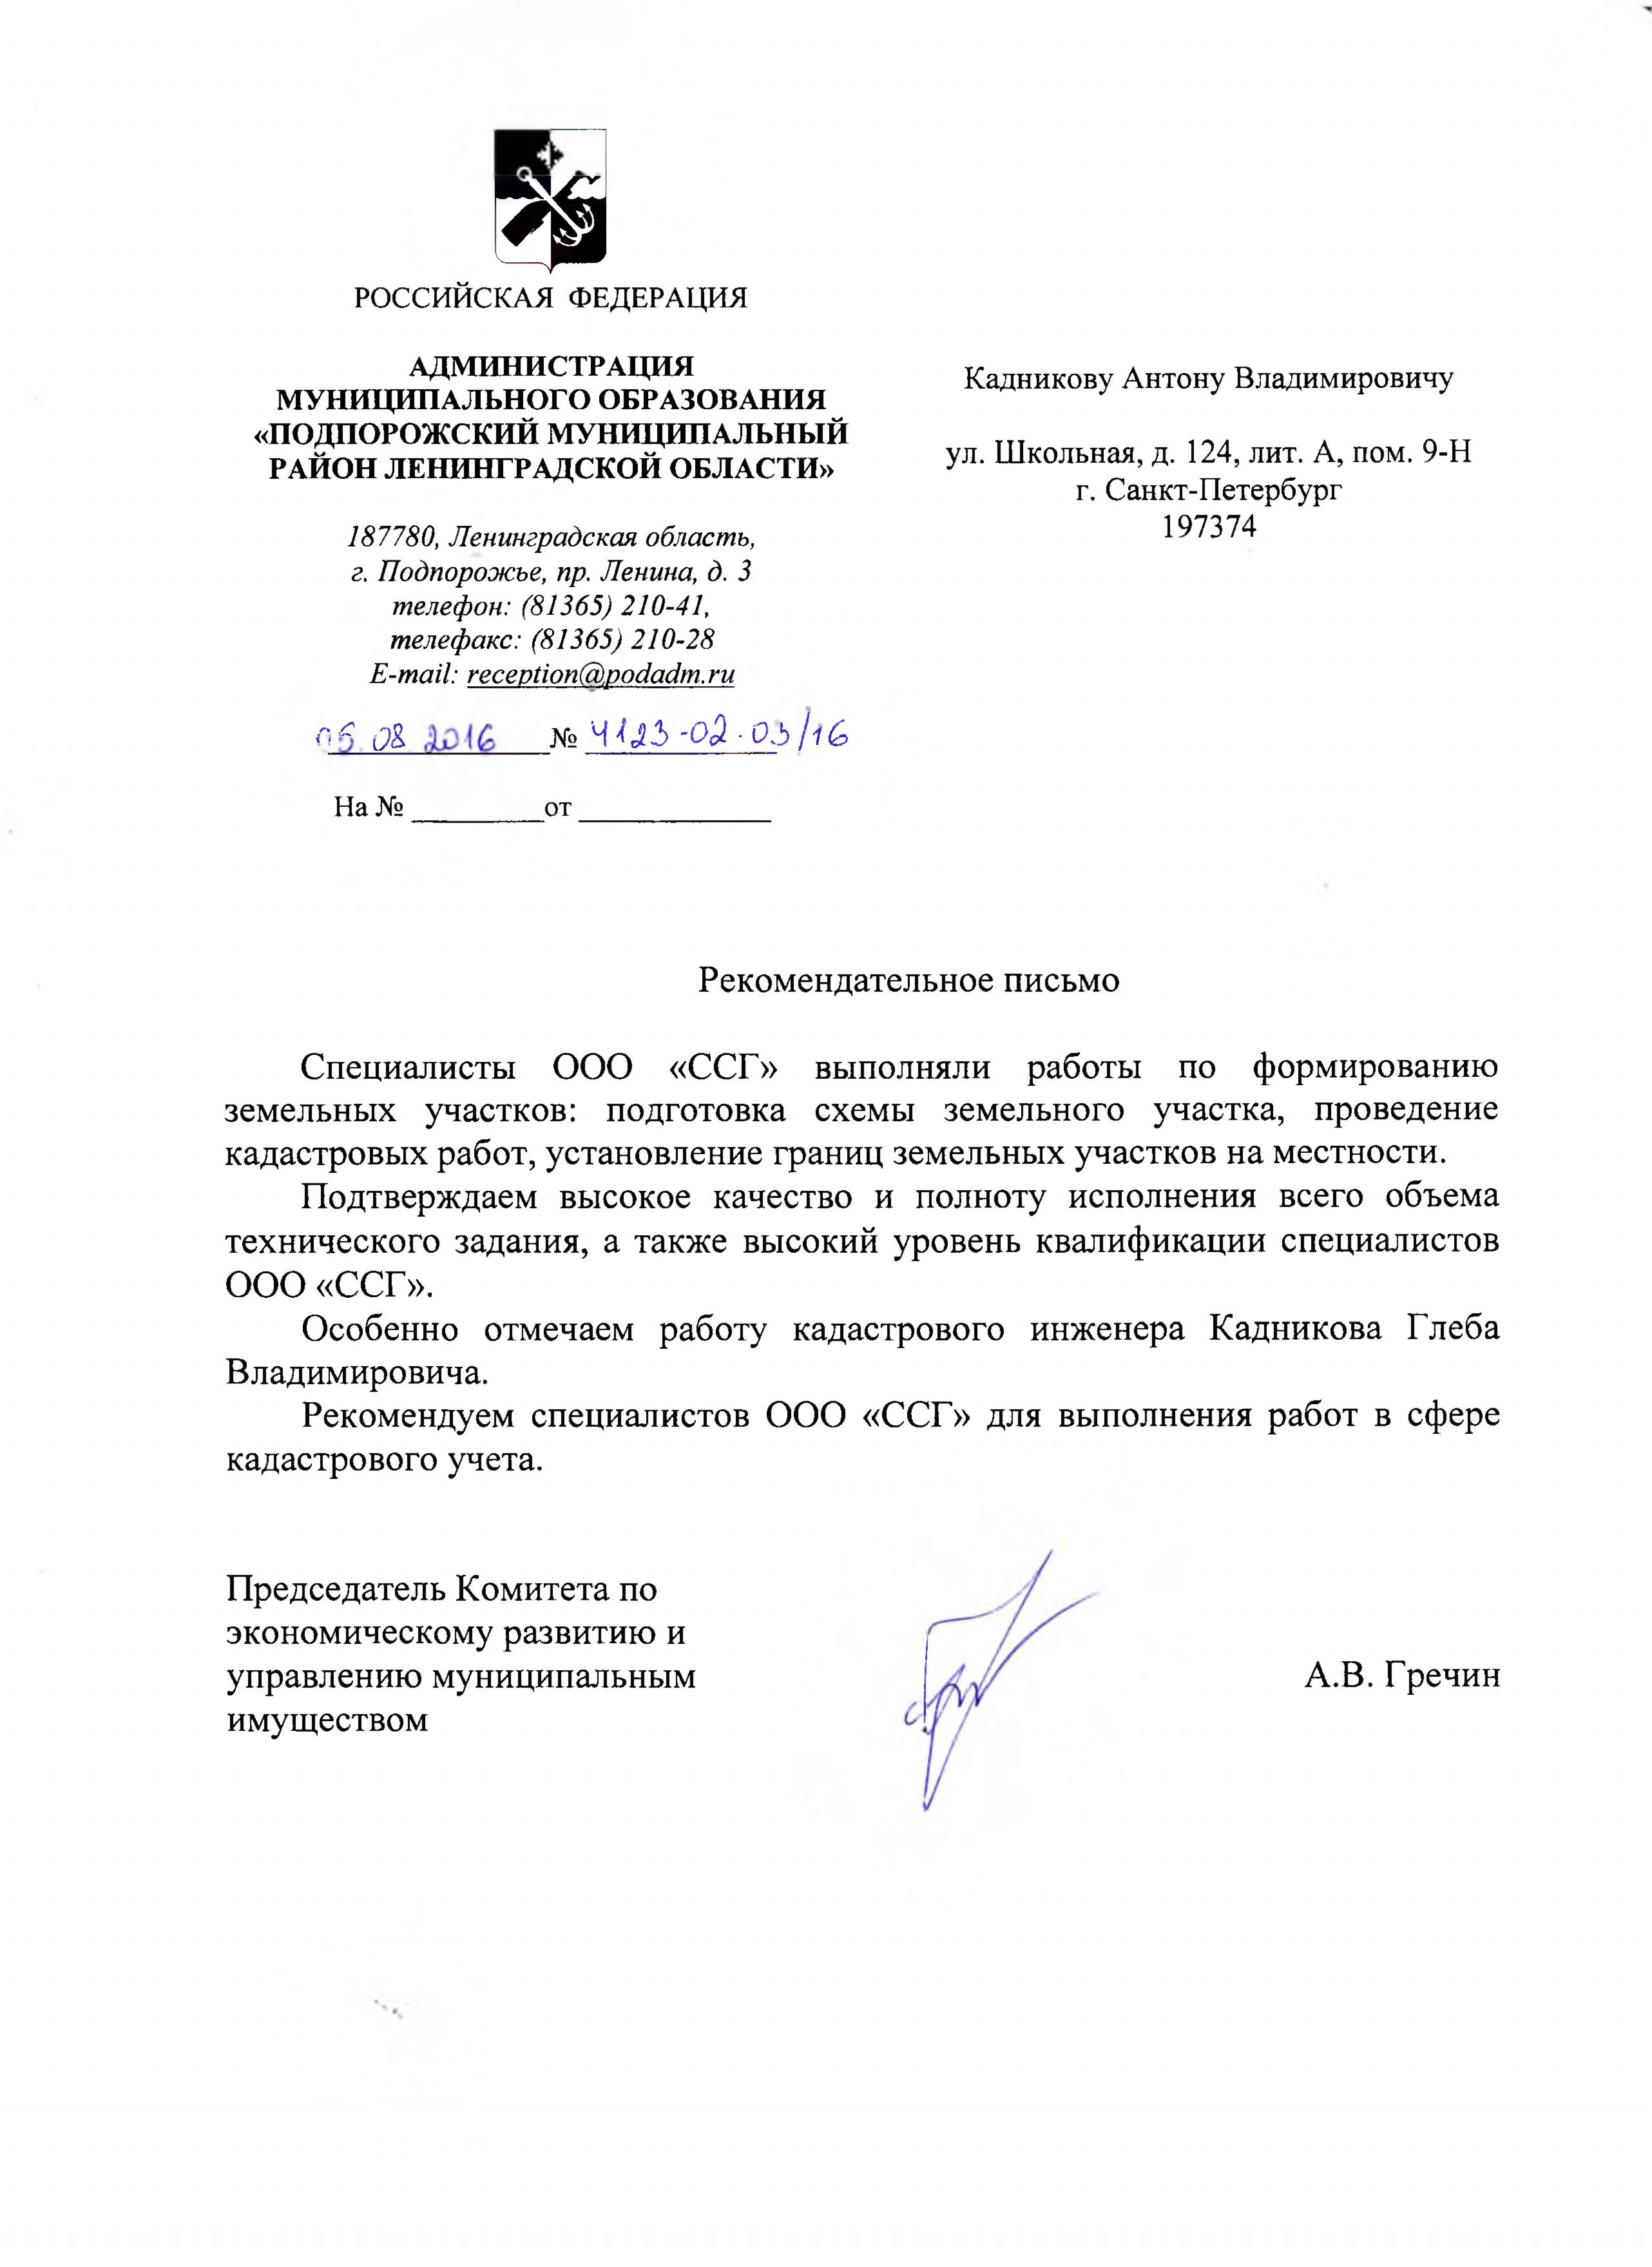 РОССИЙСКАЯ ФЕДЕРАЦИЯ
АДМИНИСТРАЦИЯ
МУНИЦИПАЛЬНОГО ОБРАЗОВАНИЯ
«ПОДПОРОЖСКИЙ МУНИЦИПАЛЬНЫЙ
РАЙОН ЛЕНИНГРАДСКОЙ ОБЛАСТИ»
187780, Ленинградская область,
г. Подпорожье, пр. Ленина, д. 3
телефон: (81365) 210-41,
телефакс: (81365) 210-28
E-mail: reception@podadm.ru
05 08 2016 № 4123-02.03/16
На № __________от ______________
Кадникову Антону Владимировичу
ул. Школьная, д. 124, лит. А, пом. 9-Н
г. Санкт-Петербург
197374
Рекомендательное письмо
Специалисты ООО «ССГ» выполняли работы по формированию
земельных участков: подготовка схемы земельного участка, проведение
кадастровых работ, установление границ земельных участков на местности.
Подтверждаем высокое качество и полноту исполнения всего объема
технического задания, а также высокий уровень квалификации специалистов
ООО «ССГ».
Особенно отмечаем работу кадастрового инженера Кадникова Глеба
Владимировича.
Рекомендуем специалистов ООО «ССГ» для выполнения работ в сфере
кадастрового учета.
Председатель Комитета по
экономическому развитию и
управлению муниципальным
имуществом
А.В. Гречин